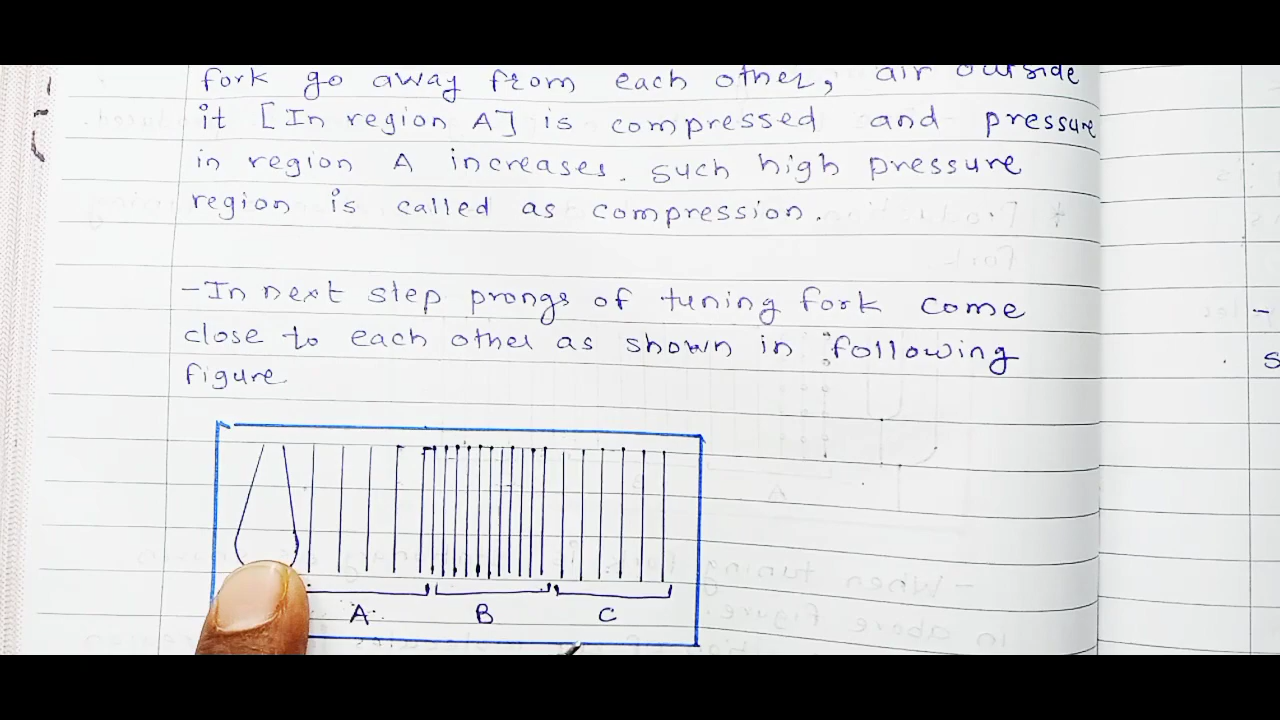 fork go away from each other, air outside
it [In region A] is compressed and pressure
in region A increases. such high pressure
region is called as compression.
-In next step prongs of tuning fork come
close to each other as shown in following
figure.
A B C